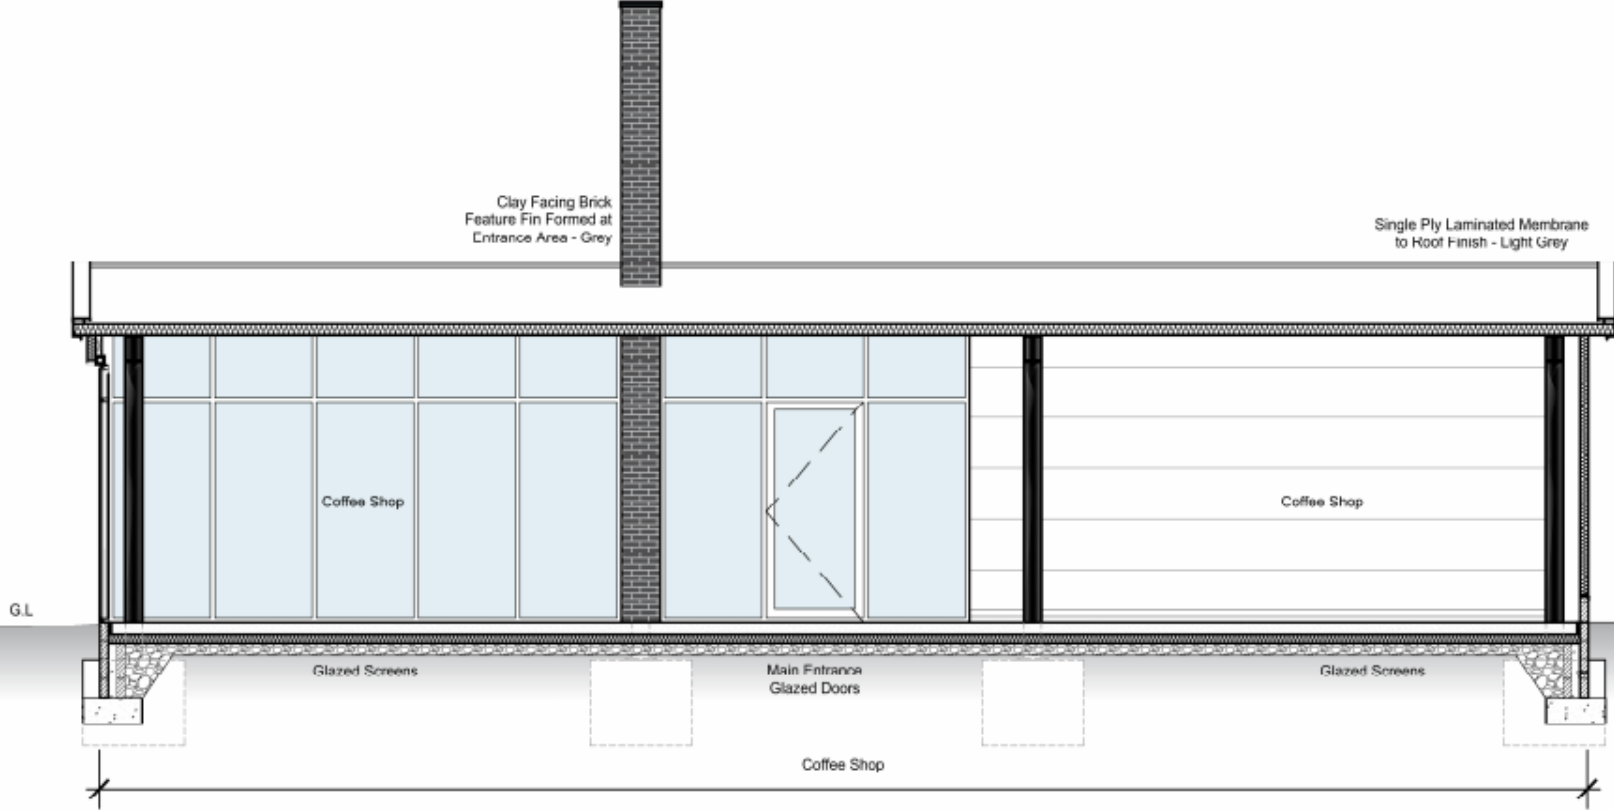 Clay Facing Brick
Feature Fin Formed at
Entrance Area - Grey
Single Ply Laminated Membrane
to Roof Finish - Light Grey
Coffee Shop
Coffee Shop
G.L
Glazed Screens
Main Entrance
Glazed Doors
Glazed Screens
Coffee Shop